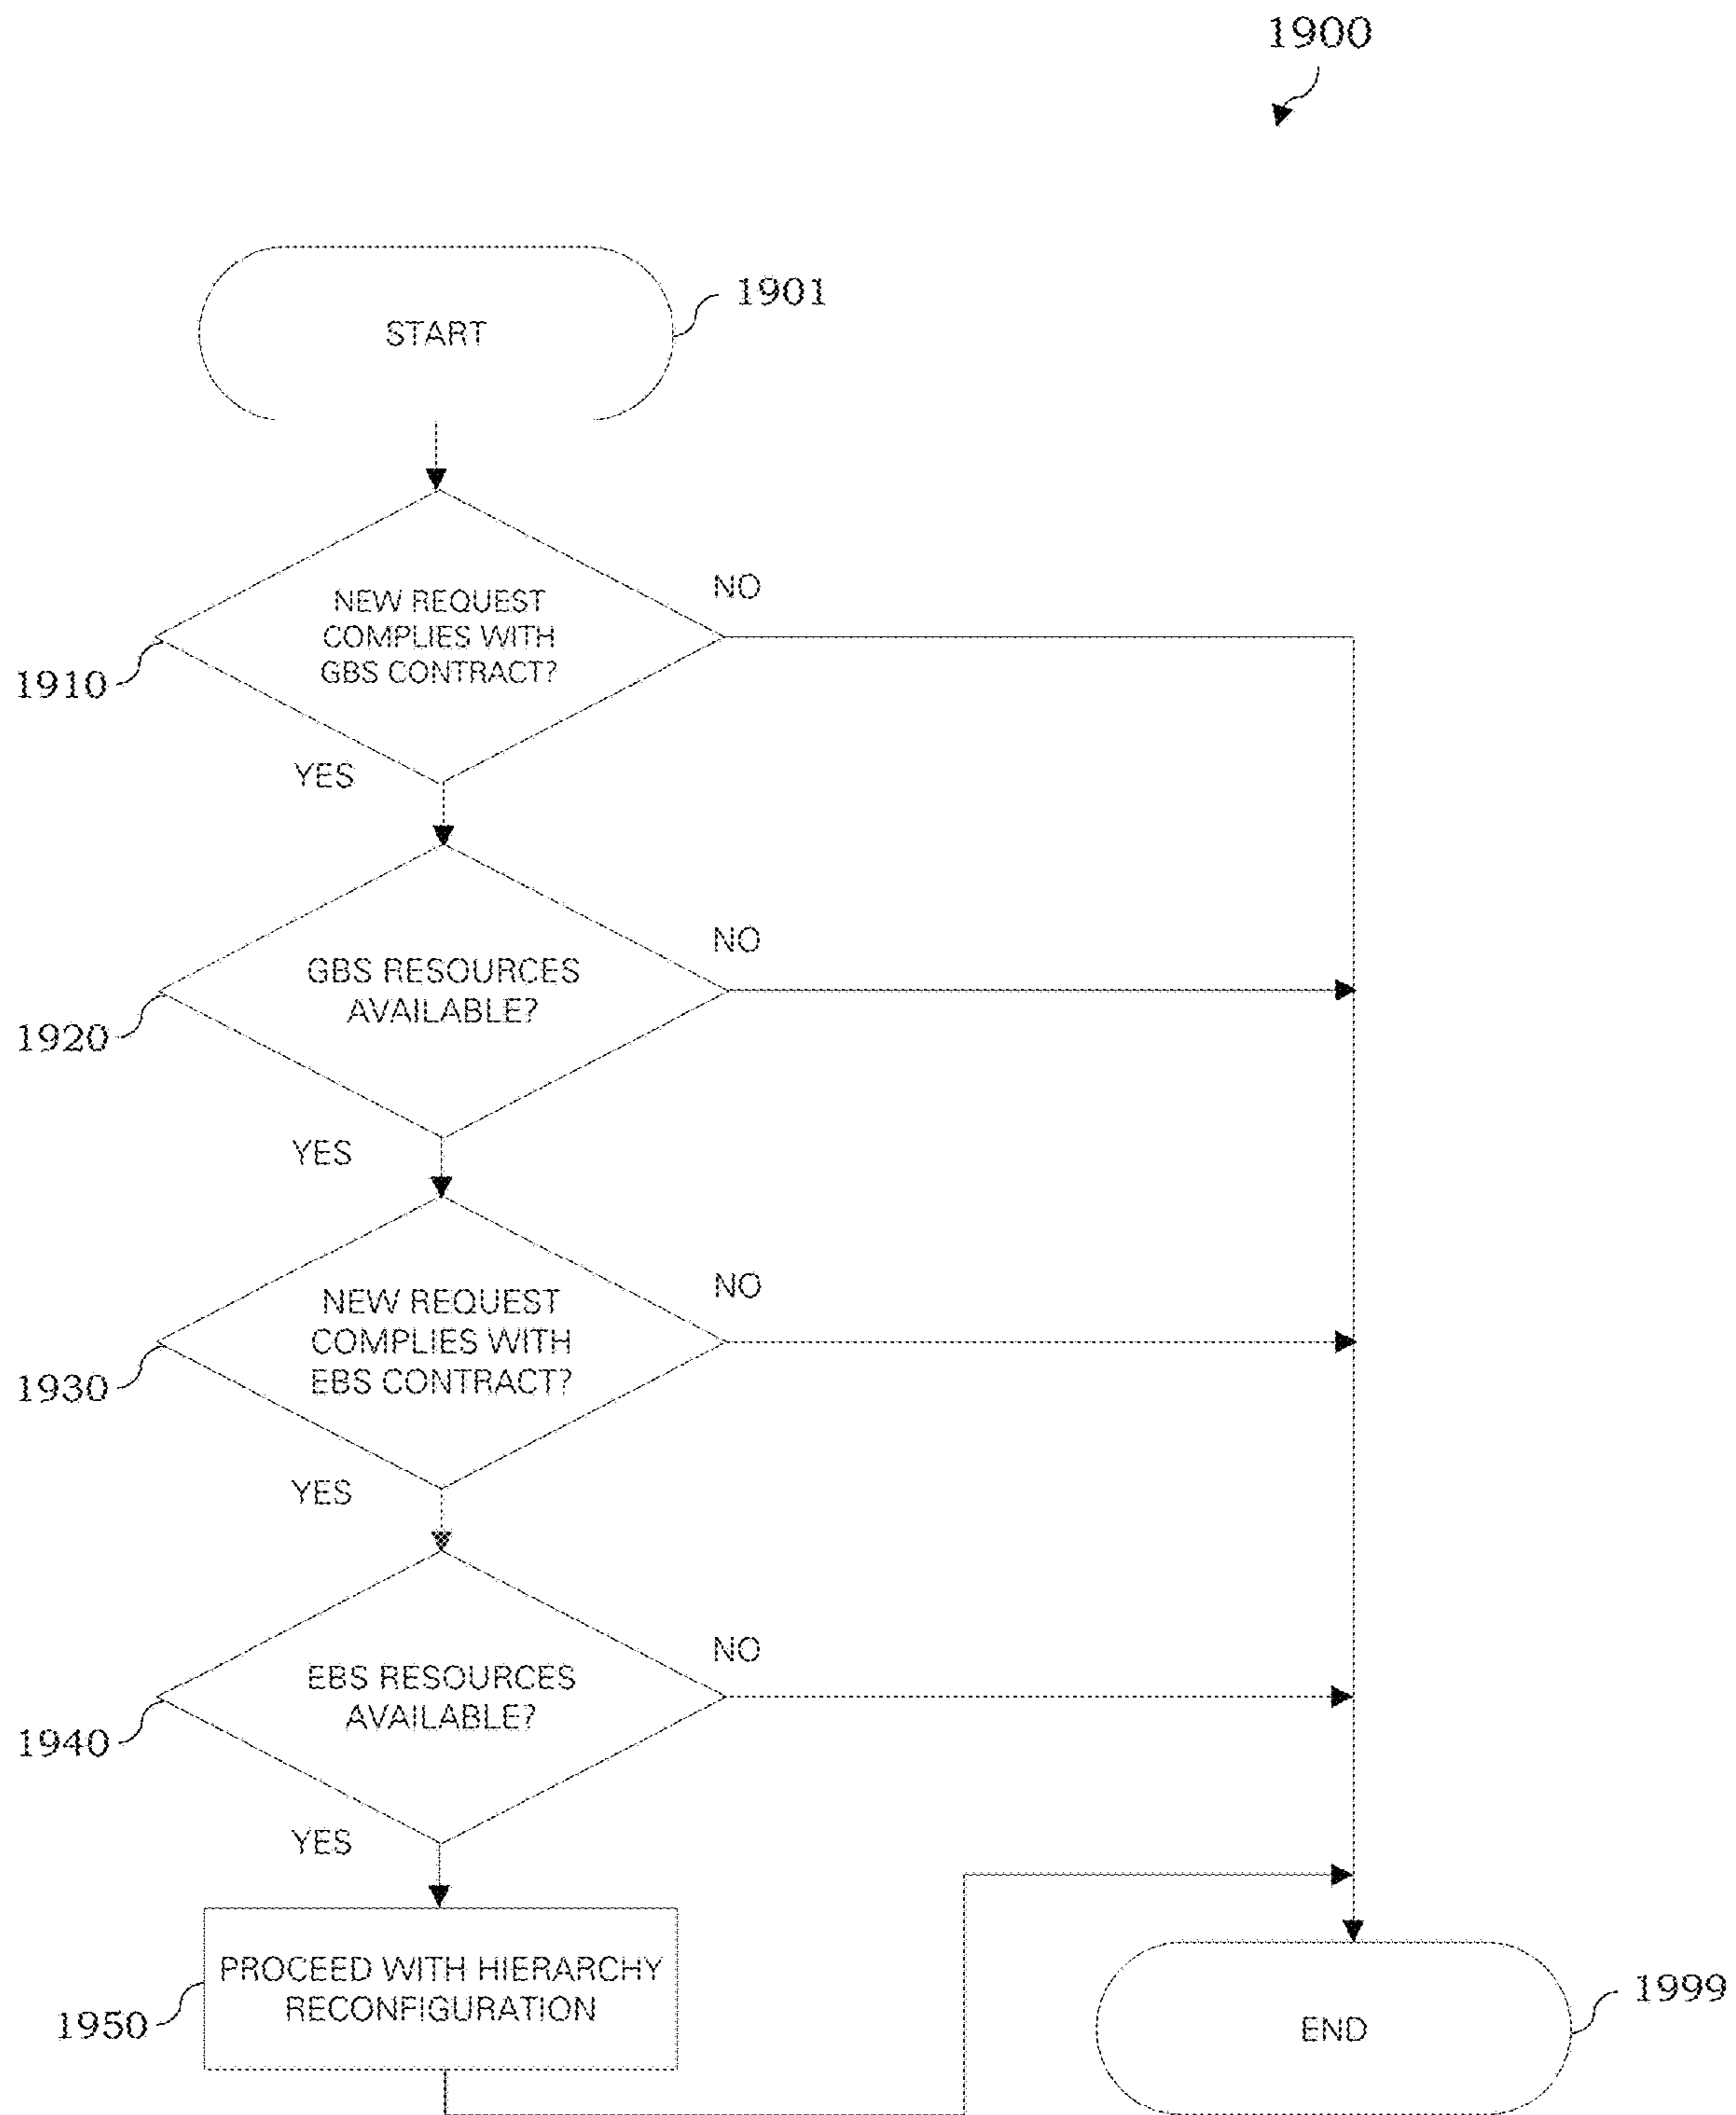 1900
1901
START
NO
NEW REQUEST
COMPLIES WITH
GBS CONTRACT?
1910
YES
NO
GBS RESOURCES
AVAILABLE?
1920
YES
NO
NEW REQUEST
COMPLIES WITH
EBS CONTRACT?
1930
YES
NO
EBS RESOURCES
AVAILABLE?
1940
YES
PROCEED WITH HIERARCHY
RECONFIGURATION
1950
1999
END